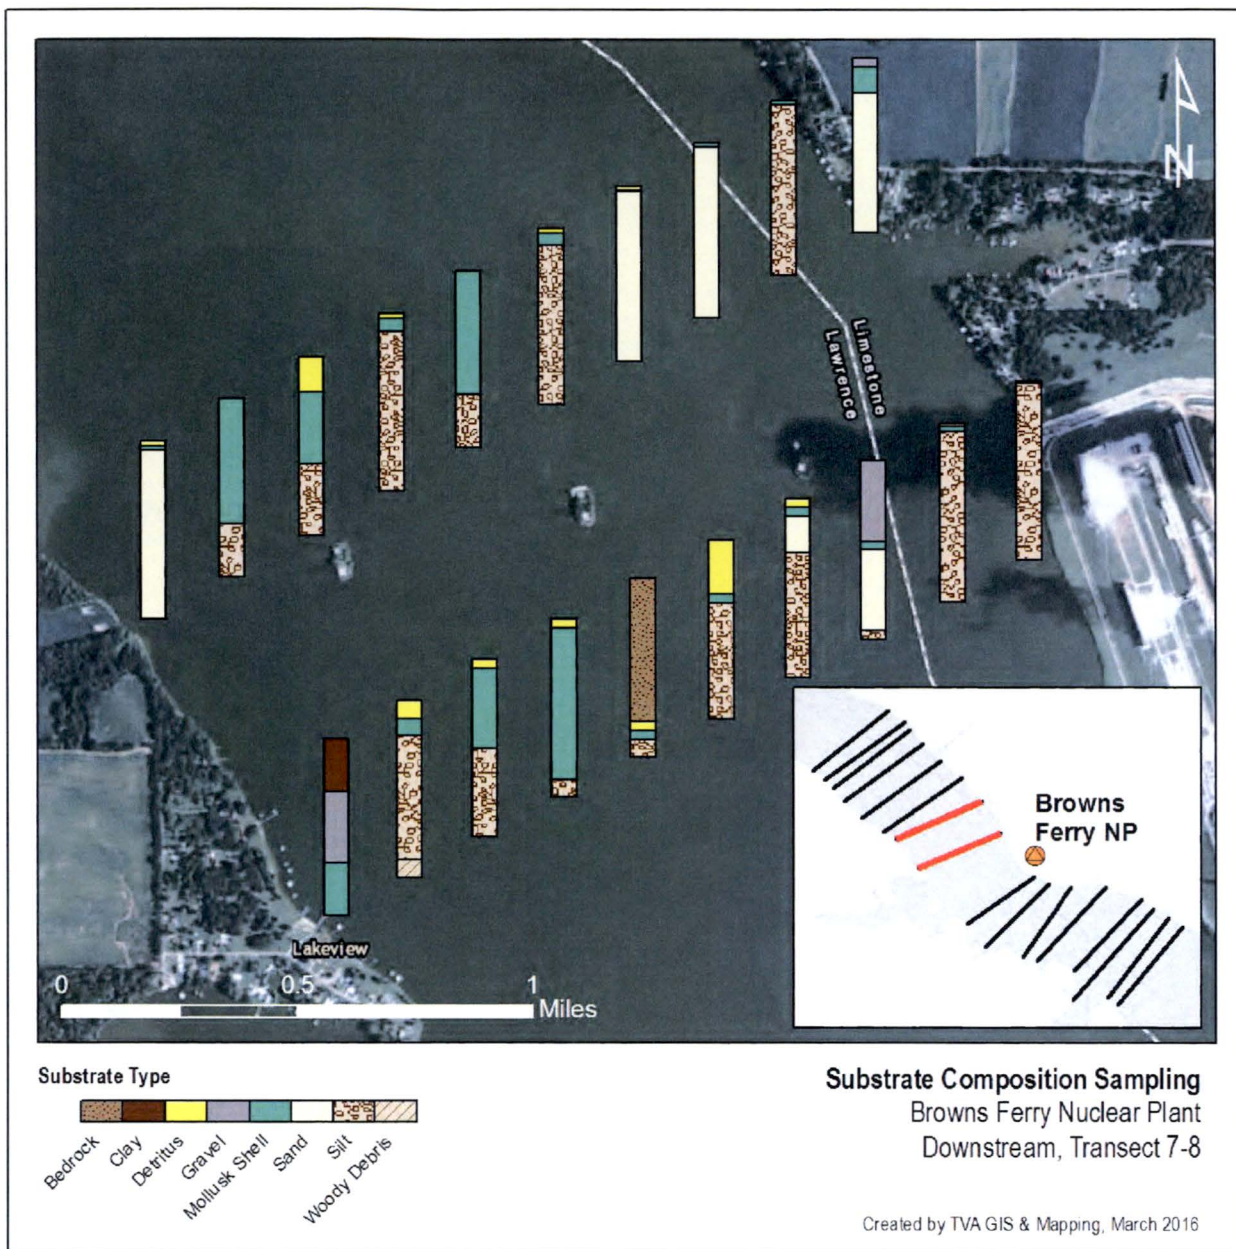 N
Limestone
Lawrence
Browns
Ferry NP
Lakeview
0 0.5 1
Miles
Substrate Type
Bedrock
Clay
Detritus
Gravel
Mollusk Shell
Sand
Silt
Woody Debris
Substrate Composition Sampling
Browns Ferry Nuclear Plant
Downstream, Transect 7-8
Created by TVA GIS & Mapping, March 2016